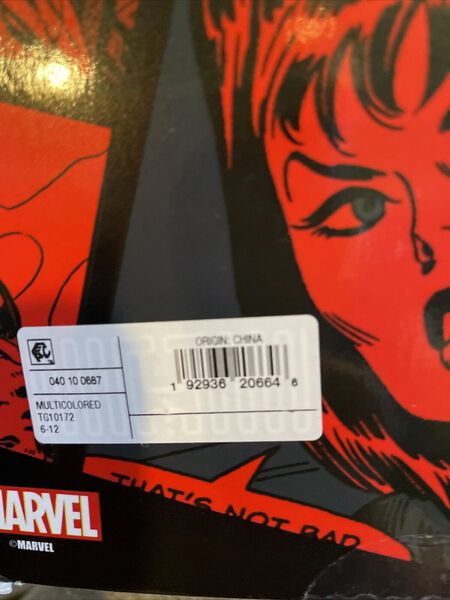 ORIGIN: CHINA
040 10 0687
1 92936 20664 8
MULTICOLORED
TG10172
6-12
THAT'S NOT BAD
MARVEL
©MARVEL